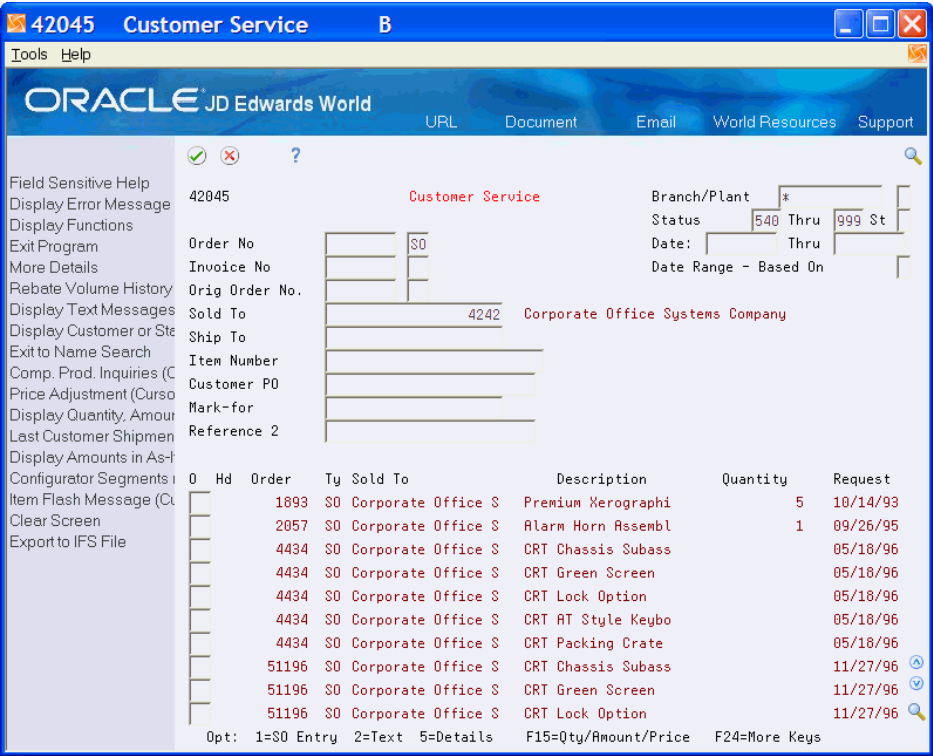 42045 Customer Service B
Tools Help
ORACLE JD Edwards World
URL Document Email World Resources Support
?
Field Sensitive Help
Display Error Message
Display Functions
Exit Program
More Details
Rebate Volume History
Display Text Messages
Display Customer or Ste
Exit to Name Search
Comp. Prod. Inquiries (C
Price Adjustment (Curso
Display Quantity, Amoun
Last Customer Shipmen
Display Amounts in As-I
Configurator Segments
Item Flash Message (Cu
Clear Screen
Export to IFS File
42045 Customer Service Branch/Plant *
Status 540 Thru 999 St
Order No SO Date: Thru
Invoice No Date Range - Based On
Orig Order No.
Sold To 4242 Corporate Office Systems Company
Ship To
Item Number
Customer PO
Mark-for
Reference 2
O Hd Order Ty Sold To Description Quantity Request
1893 SO Corporate Office S Premium Xerographi 5 10/14/93
2057 SO Corporate Office S Alarm Horn Assembl 1 09/26/95
4434 SO Corporate Office S CRT Chassis Subass 05/18/96
4434 SO Corporate Office S CRT Green Screen 05/18/96
4434 SO Corporate Office S CRT Lock Option 05/18/96
4434 SO Corporate Office S CRT AT Style Keybo 05/18/96
4434 SO Corporate Office S CRT Packing Crate 05/18/96
51196 SO Corporate Office S CRT Chassis Subass 11/27/96
51196 SO Corporate Office S CRT Green Screen 11/27/96
51196 SO Corporate Office S CRT Lock Option 11/27/96
Opt: 1=SO Entry 2=Text 5=Details F15=Qty/Amount/Price F24=More Keys